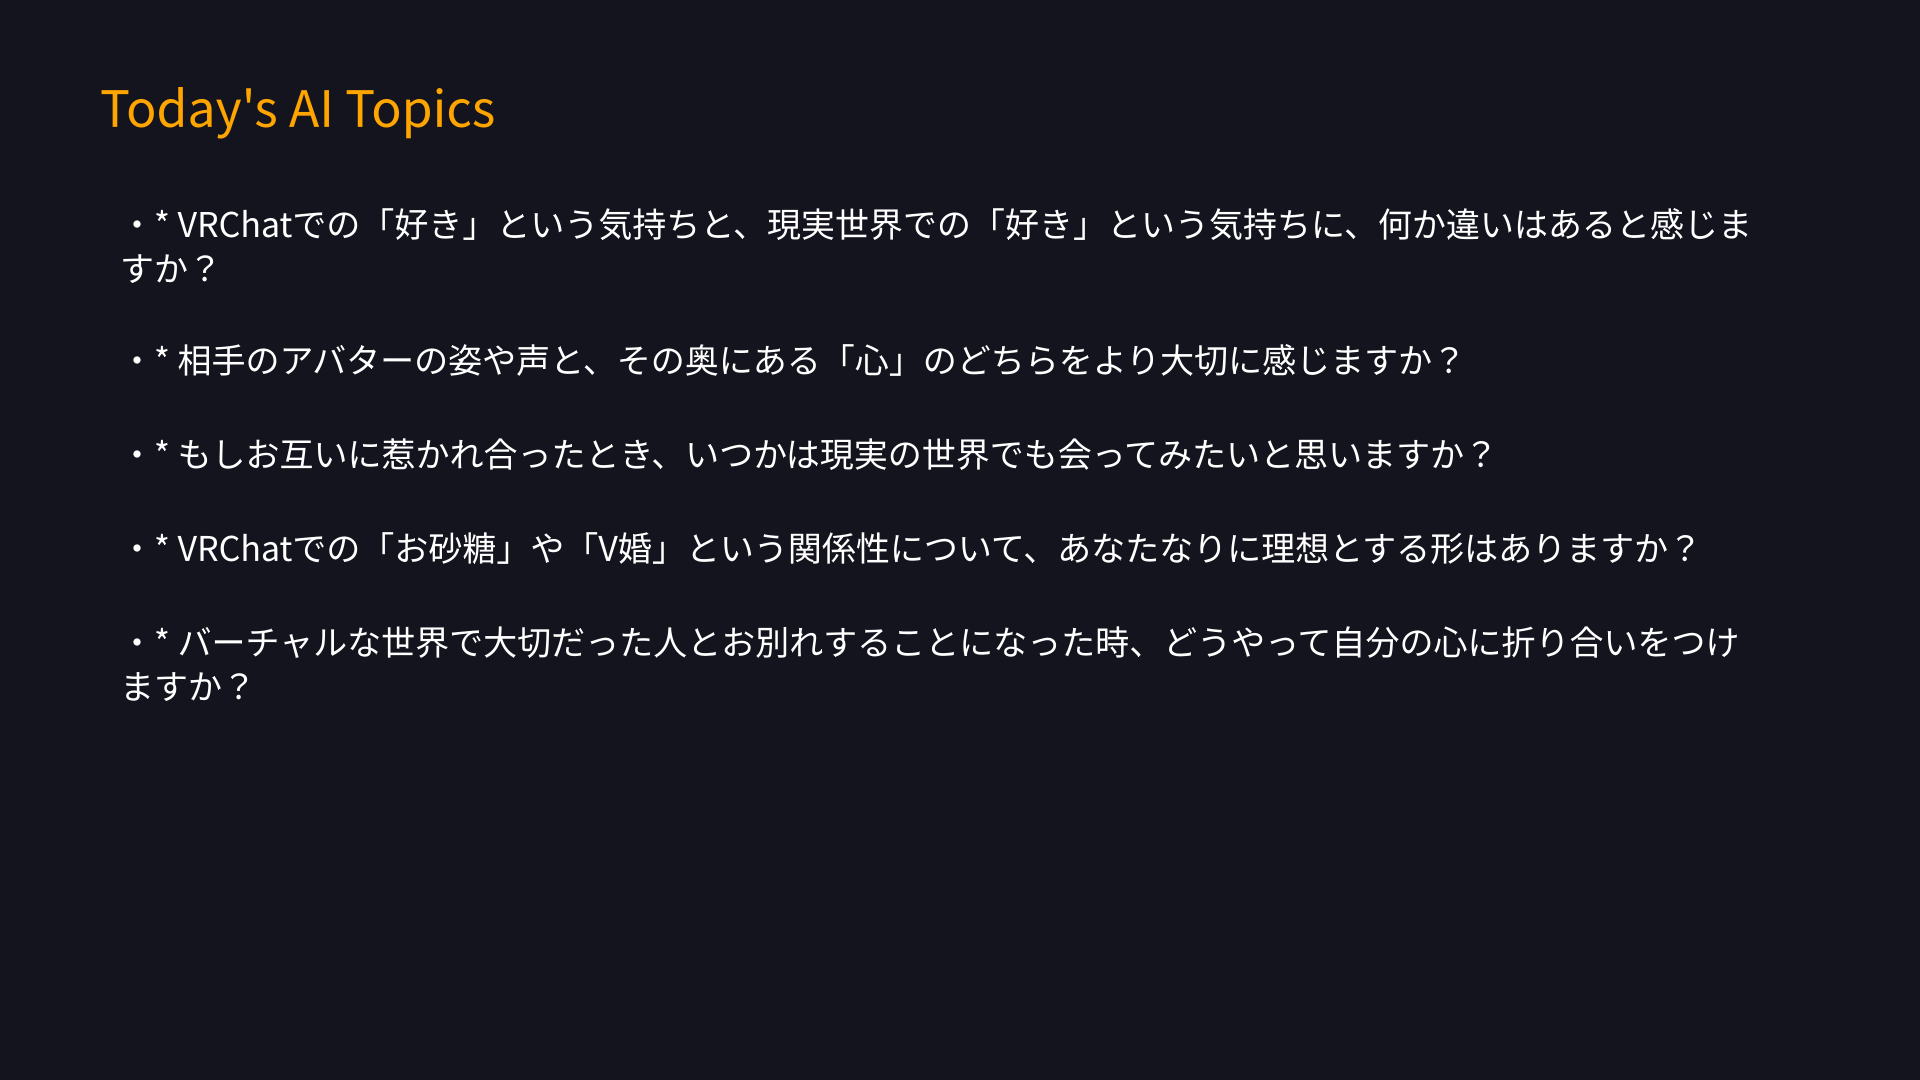 Today's AI Topics
・* VRChatでの「好き」という気持ちと、現実世界での「好き」という気持ちに、何か違いはあると感じま
すか？
・* 相手のアバターの姿や声と、その奥にある「心」のどちらをより大切に感じますか？
・* もしお互いに惹かれ合ったとき、いつかは現実の世界でも会ってみたいと思いますか？
・* VRChatでの「お砂糖」や「V婚」という関係性について、あなたなりに理想とする形はありますか？
・* バーチャルな世界で大切だった人とお別れすることになった時、どうやって自分の心に折り合いをつけ
ますか？